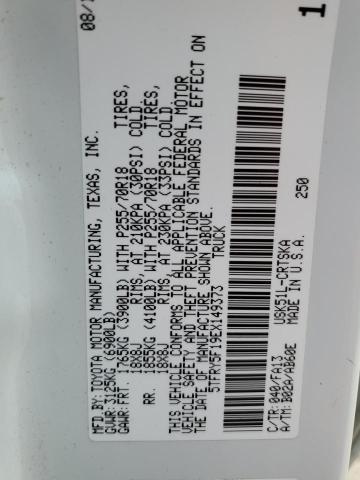 MFD.BY:TOYOTA MOTOR MANUFACTURING, TEXAS, INC. 08/1
GVWR:3125KG (6900LB)
GAWR:FRT. 1765KG (3900LB) WITH P255/70R18 TIRES,
18X8J RIMS, AT 210KPA (30PSI) COLD.
RR. 1855KG (4100LB) WITH P255/70R18 TIRES,
18X8J RIMS, AT 230KPA (33PSI) COLD.
THIS VEHICLE CONFORMS TO ALL APPLICABLE FEDERAL MOTOR
VEHICLE SAFETY AND THEFT PREVENTION STANDARDS IN EFFECT ON
THE DATE OF MANUFACTURE SHOWN ABOVE.
5TFRY5F19EX149373 TRUCK
USK51L-CRTSKA
C/TR:040/FA13 MADE IN U.S.A.
A/TM:B02A/AB60E 250
1